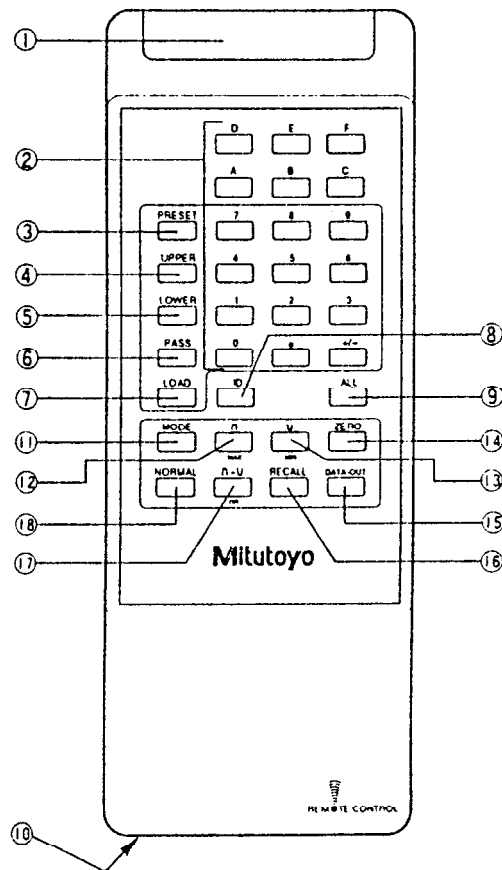 ①
② D E F
A B C
③ PRESET 7 8 9
④ UPPER 4 5 6
⑤ LOWER 1 2 3
⑥ PASS 0 +/- ⑧
⑦ LOAD ID ALL ⑨
⑪ MODE ∩ ∪ ZERO ⑭
⑫ MAX MIN ⑬
NORMAL ∩-∪ RECALL DATA OUT ⑮
⑱ ⑯
⑰
Mitutoyo
REMOTE CONTROL
⑩